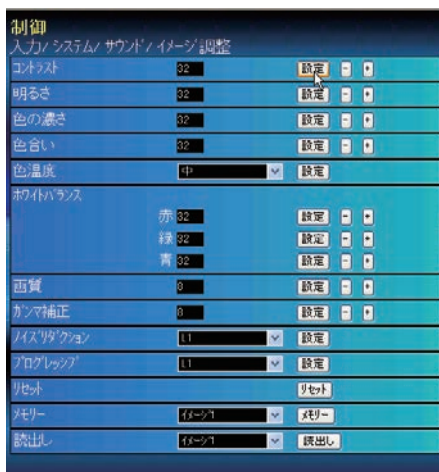 制御
入力/ システム/ サウンド/ イメージ調整
コントラスト 32 設定 - +
明るさ 32 設定 - +
色の濃さ 32 設定 - +
色合い 32 設定 - +
色温度 中 設定
ホワイトバランス
赤 32 設定 - +
緑 32 設定 - +
青 32 設定 - +
画質 8 設定 - +
ガンマ補正 8 設定 - +
ノイズリダクション L1 設定
プログレッシブ L1 設定
リセット リセット
メモリー イメージ1 メモリー
読出し イメージ1 読出し